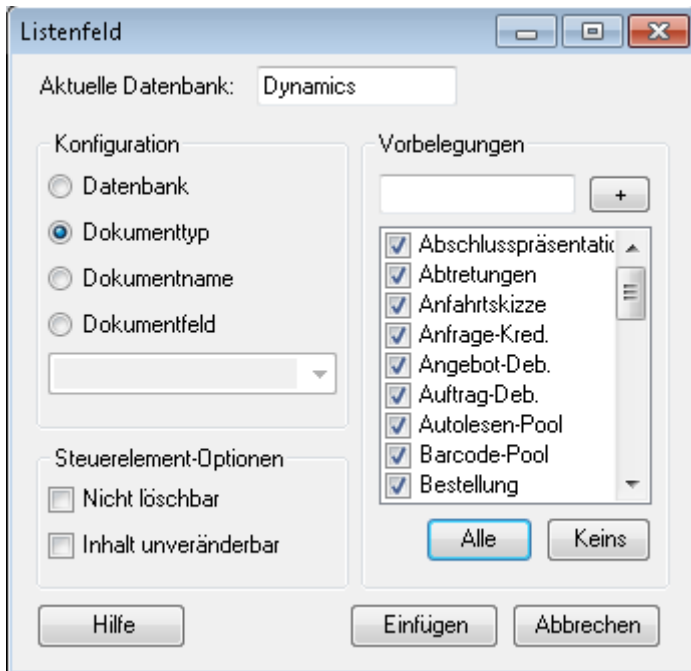 Listenfeld
Aktuelle Datenbank: Dynamics
Konfiguration
Datenbank
Dokumenttyp
Dokumentname
Dokumentfeld
Steuerelement-Optionen
Nicht löschbar
Inhalt unveränderbar
Vorbelegungen
+
Abschlusspräsentatic
Abtretungen
Anfahrtskizze
Anfrage-Kred.
Angebot-Deb.
Auftrag-Deb.
Autolesen-Pool
Barcode-Pool
Bestellung
Alle Keins
Hilfe Einfügen Abbrechen